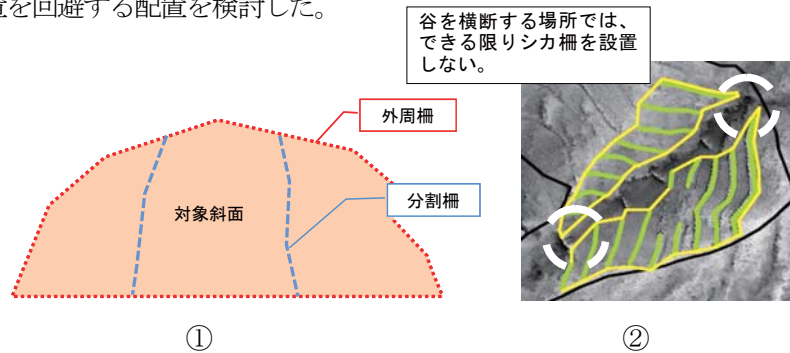 を回避する配置を検討した。
谷を横断する場所では、
できる限りシカ柵を設置
しない。
外周柵
分割柵
対象斜面
①
②